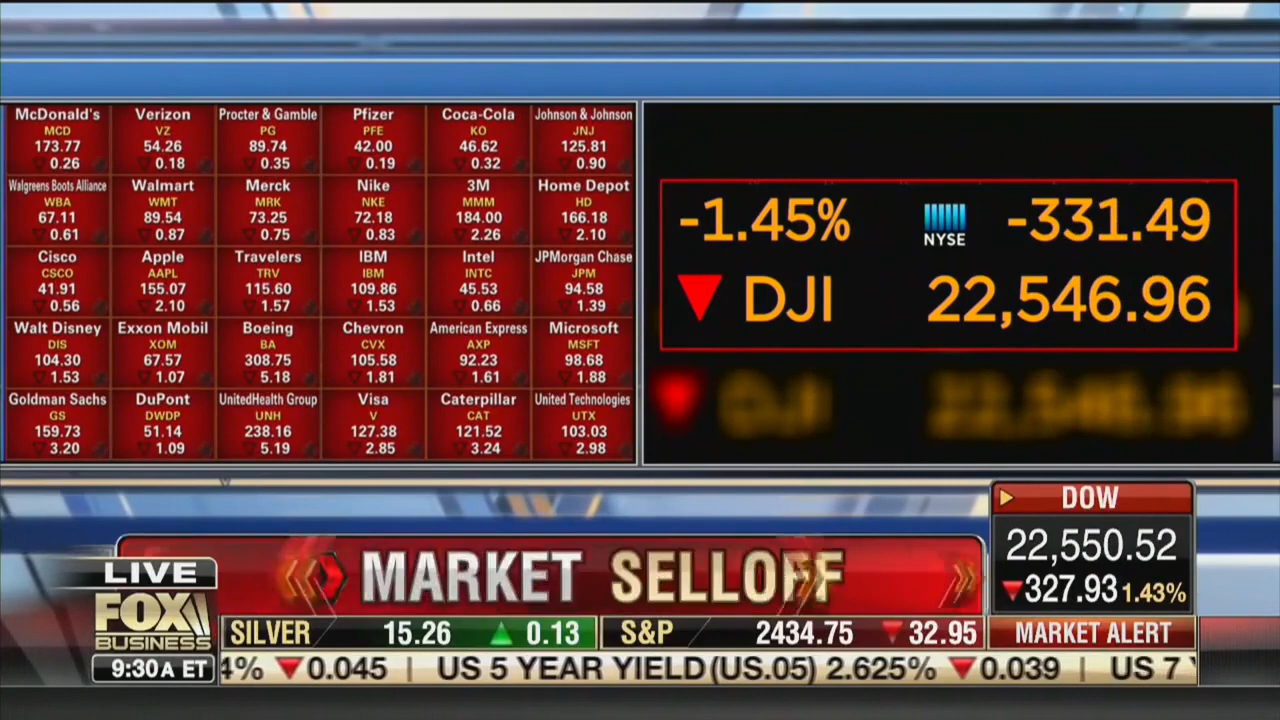 McDonald's Verizon Procter & Gamble Pfizer Coca-Cola Johnson & Johnson
MCD VZ PG PFE KO JNJ
173.77 54.26 89.74 42.00 46.62 125.81
▽ 0.26 ▽ 0.18 ▽ 0.35 ▽ 0.19 ▽ 0.32 ▽ 0.90
Walgreens Boots Alliance Walmart Merck Nike 3M Home Depot
WBA WMT MRK NKE MMM HD
67.11 89.54 73.25 72.18 184.00 166.18
▽ 0.61 ▽ 0.87 ▽ 0.75 ▽ 0.83 ▽ 2.26 ▽ 2.10
Cisco Apple Travelers IBM Intel JPMorgan Chase
CSCO AAPL TRV IBM INTC JPM
41.91 155.07 115.60 109.86 45.53 94.58
▽ 0.56 ▽ 2.10 ▽ 1.57 ▽ 1.53 ▽ 0.66 ▽ 1.39
Walt Disney Exxon Mobil Boeing Chevron American Express Microsoft
DIS XOM BA CVX AXP MSFT
104.30 67.57 308.75 105.58 92.23 98.68
▽ 1.53 ▽ 1.07 ▽ 5.18 ▽ 1.81 ▽ 1.61 ▽ 1.88
Goldman Sachs DuPont UnitedHealth Group Visa Caterpillar United Technologies
GS DWDP UNH V CAT UTX
159.73 51.14 238.16 127.38 121.52 103.03
▽ 3.20 ▽ 1.09 ▽ 5.19 ▽ 2.85 ▽ 3.24 ▽ 2.98
-1.45% NYSE -331.49
▼ DJI 22,546.96
▼ DJI 22,546.96
DOW
22,550.52
▼327.93 1.43%
MARKET ALERT
MARKET SELLOFF
LIVE
FOX
BUSINESS
9:30A ET
SILVER 15.26 ▲ 0.13 S&P 2434.75 ▼ 32.95
4% ▼0.045 | US 5 YEAR YIELD (US.05) 2.625% ▼0.039 | US 7 Y